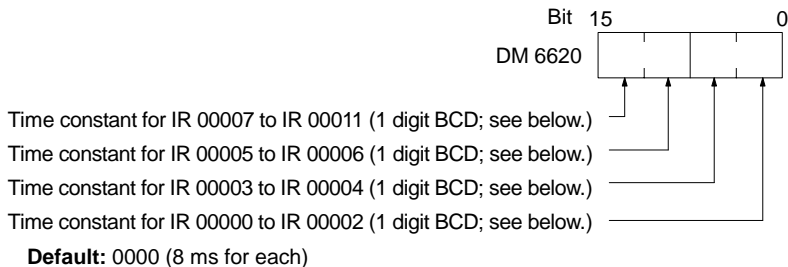 Bit 15 0
DM 6620
Time constant for IR 00007 to IR 00011 (1 digit BCD; see below.)
Time constant for IR 00005 to IR 00006 (1 digit BCD; see below.)
Time constant for IR 00003 to IR 00004 (1 digit BCD; see below.)
Time constant for IR 00000 to IR 00002 (1 digit BCD; see below.)
Default: 0000 (8 ms for each)